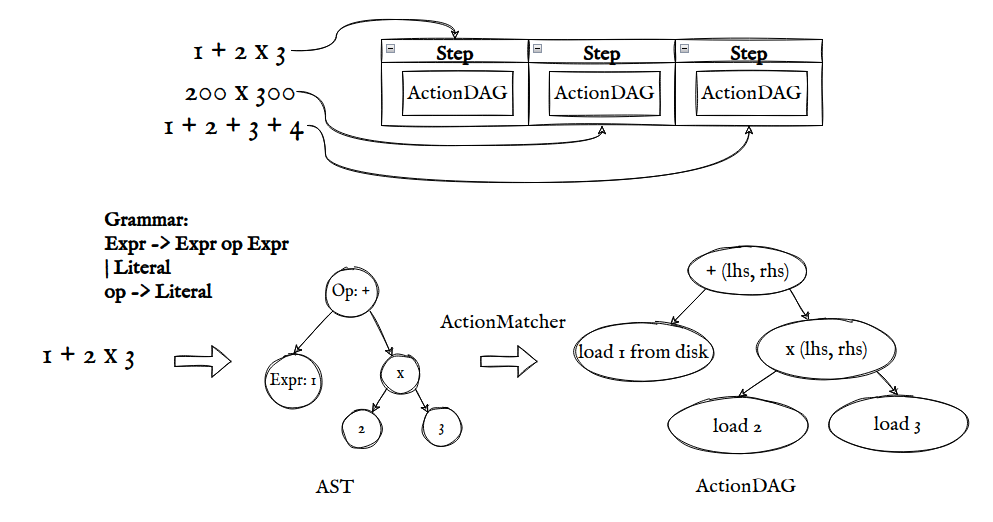 1 + 2 x 3
Step
Step
Step
ActionDAG
ActionDAG
ActionDAG
200 x 300
1 + 2 + 3 + 4
Grammar:
Expr -> Expr op Expr
| Literal
op -> Literal
1 + 2 x 3
Op: +
Expr: 1
x
2
3
AST
ActionMatcher
+ (lhs, rhs)
load 1 from disk
x (lhs, rhs)
load 2
load 3
ActionDAG